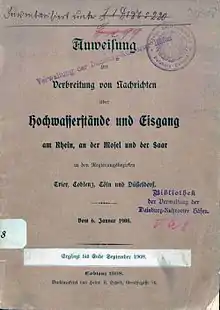 Anweisung
zur
Verbreitung von Nachrichten
über
Hochwasserstände und Eisgang
am Rhein, an der Mosel und der Saar
in den Regierungsbezirken
Trier, Coblenz, Cöln und Düsseldorf.
Bibliothek
der Verwaltung der
Duisburg-Ruhrorter Häfen.
Vom 6. Januar 1908.
8
Ergänzt bis Ende September 1908.
Coblenz 1908.